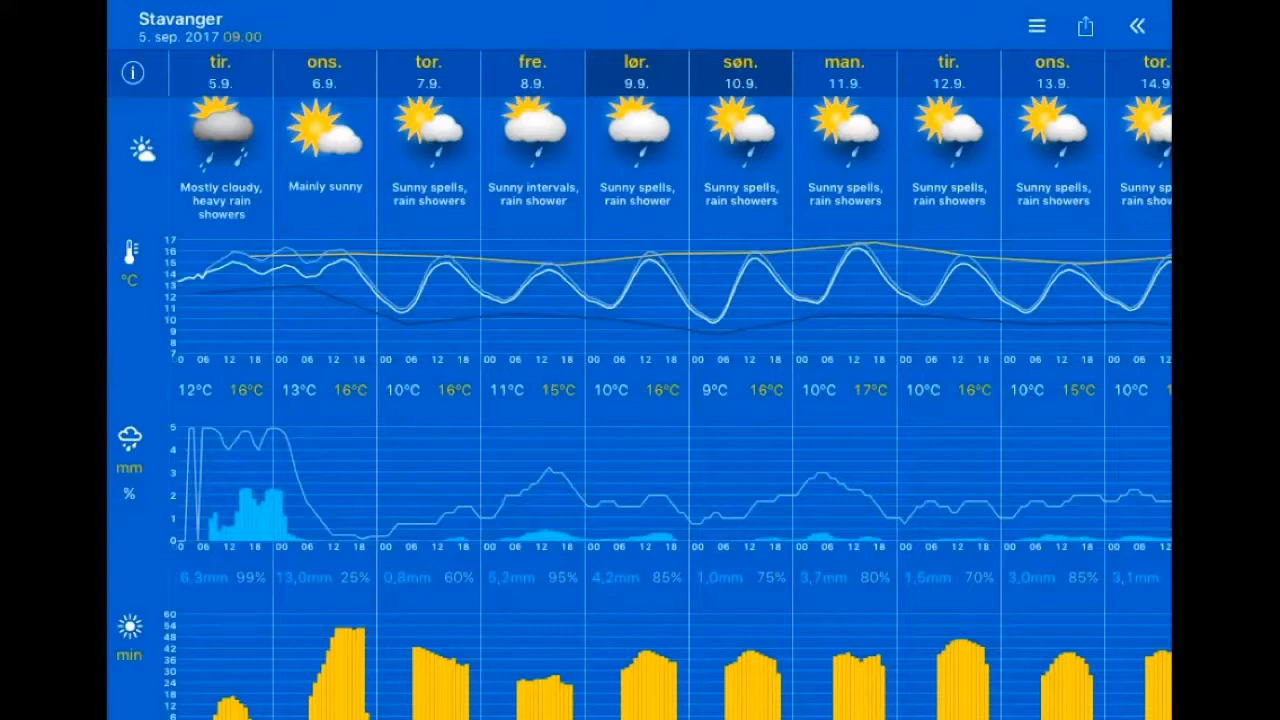 Stavanger
5. sep. 2017 09.00
i
tir. ons. tor. fre. lør. søn. man. tir. ons. tor.
5.9. 6.9. 7.9. 8.9. 9.9. 10.9. 11.9. 12.9. 13.9. 14.9
Mostly cloudy, heavy rain showers
Mainly sunny
Sunny spells, rain showers
Sunny intervals, rain shower
Sunny spells, rain shower
Sunny spells, rain showers
Sunny spells, rain showers
Sunny spells, rain showers
Sunny spells, rain showers
Sunny sp
rain show
°C
17
16
15
14
13
12
11
10
9
8
7
0 06 12 18 00 06 12 18 00 06 12 18 00 06 12 18 00 06 12 18 00 06 12 18 00 06 12 18 00 06 12 18 00 06 12 18 00 06 12
12°C 16°C 13°C 16°C 10°C 16°C 11°C 15°C 10°C 16°C 9°C 16°C 10°C 17°C 10°C 16°C 10°C 15°C 10°C 1
mm
%
5
4
3
2
1
0
0 06 12 18 00 06 12 18 00 06 12 18 00 06 12 18 00 06 12 18 00 06 12 18 00 06 12 18 00 06 12 18 00 06 12 18 00 06 12
6,3mm 99% 13,0mm 25% 0,8mm 60% 5,2mm 95% 4,2mm 85% 1,0mm 75% 3,7mm 80% 1,5mm 70% 3,0mm 85% 3,1mm
min
60
54
48
42
36
30
24
18
12
6